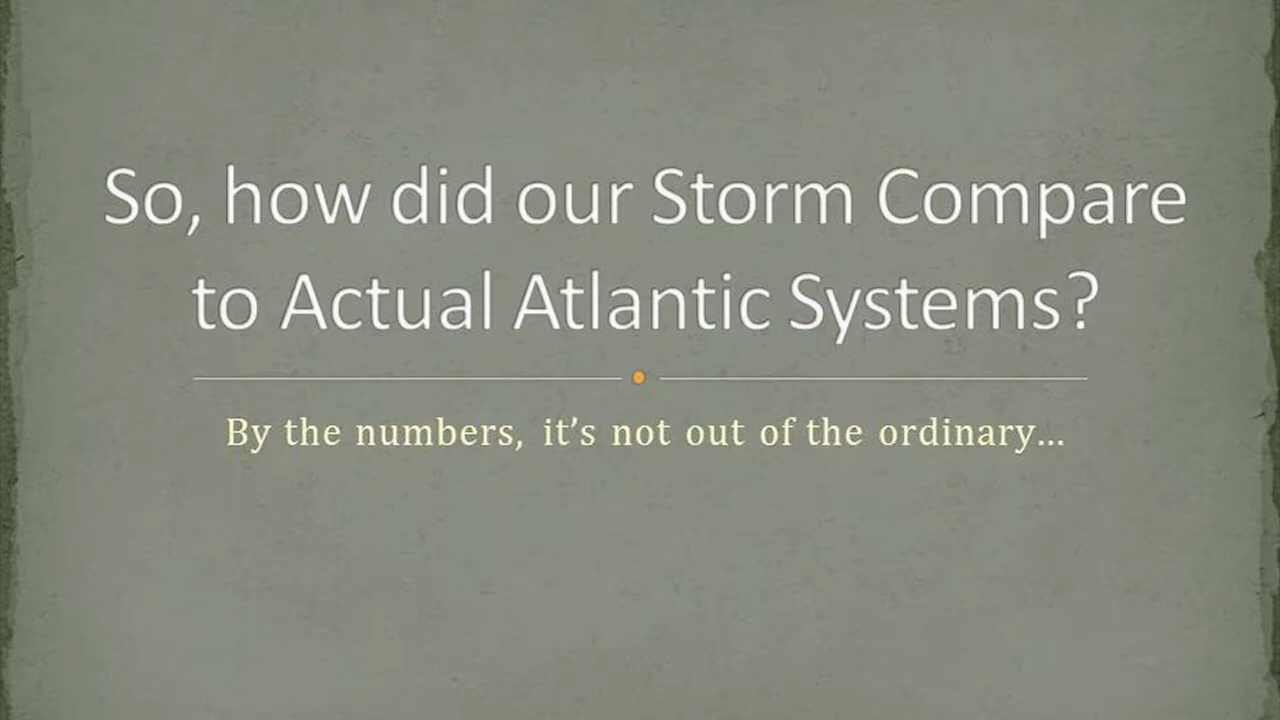 So, how did our Storm Compare
to Actual Atlantic Systems?
By the numbers, it’s not out of the ordinary…